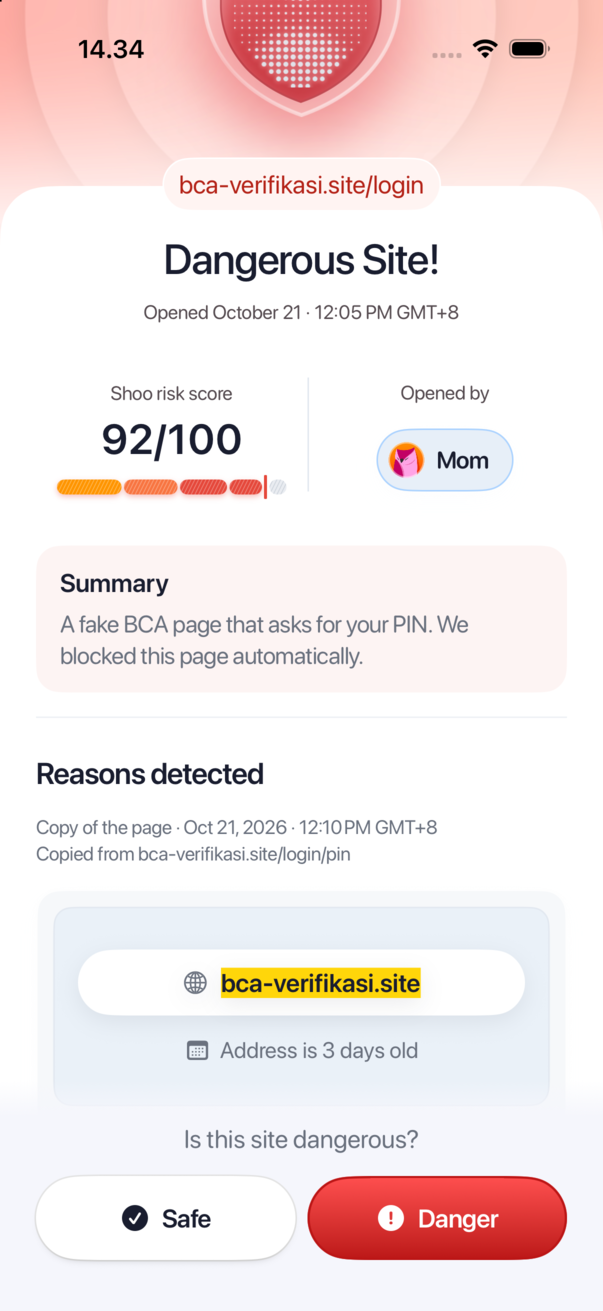 14.34
bca-verifikasi.site/login
Dangerous Site!
Opened October 21 · 12:05 PM GMT+8
Shoo risk score
92/100
Opened by
Mom
Summary
A fake BCA page that asks for your PIN. We
blocked this page automatically.
Reasons detected
Copy of the page · Oct 21, 2026 · 12:10 PM GMT+8
Copied from bca-verifikasi.site/login/pin
bca-verifikasi.site
Address is 3 days old
Is this site dangerous?
Safe
Danger